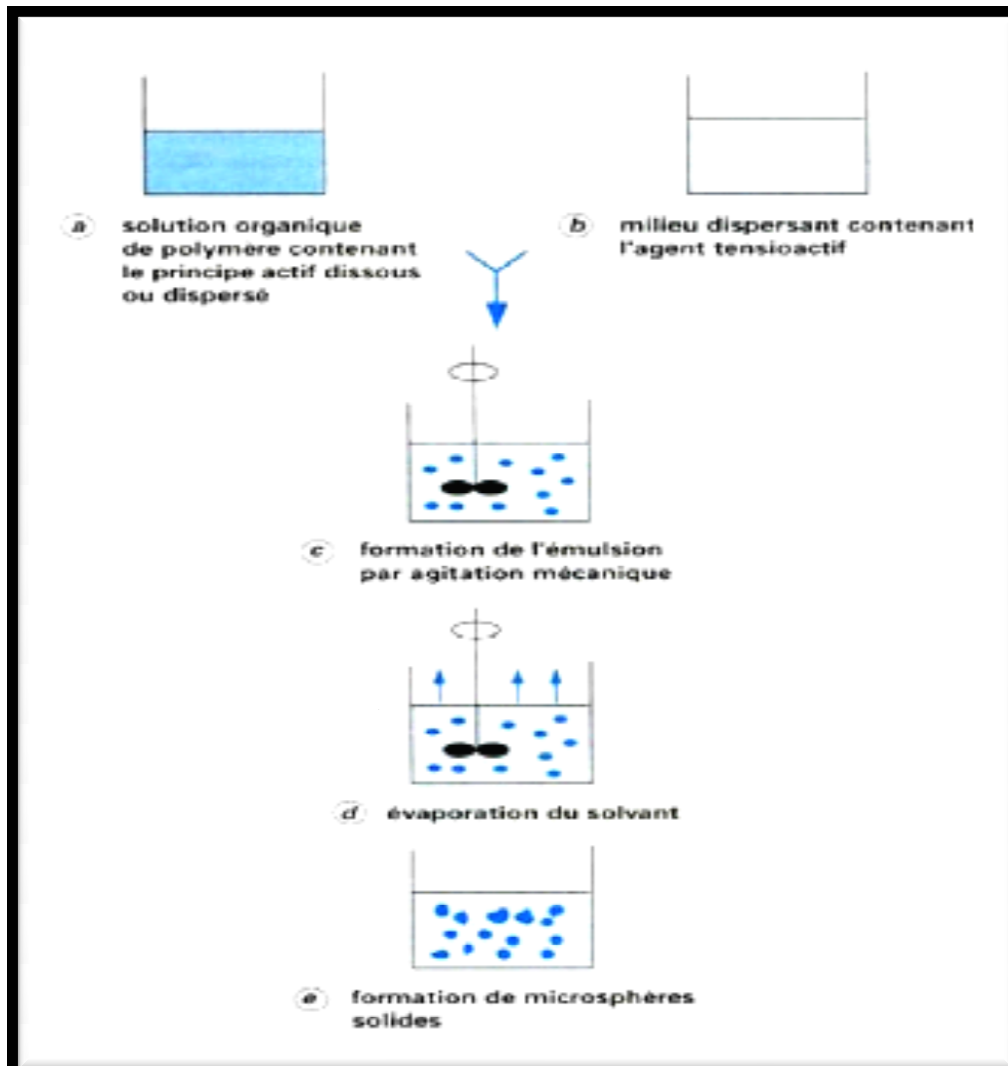 a solution organique
de polymère contenant
le principe actif dissous
ou dispersé
b milieu dispersant contenant
l'agent tensioactif
c formation de l'émulsion
par agitation mécanique
d évaporation du solvant
e formation de microsphères
solides